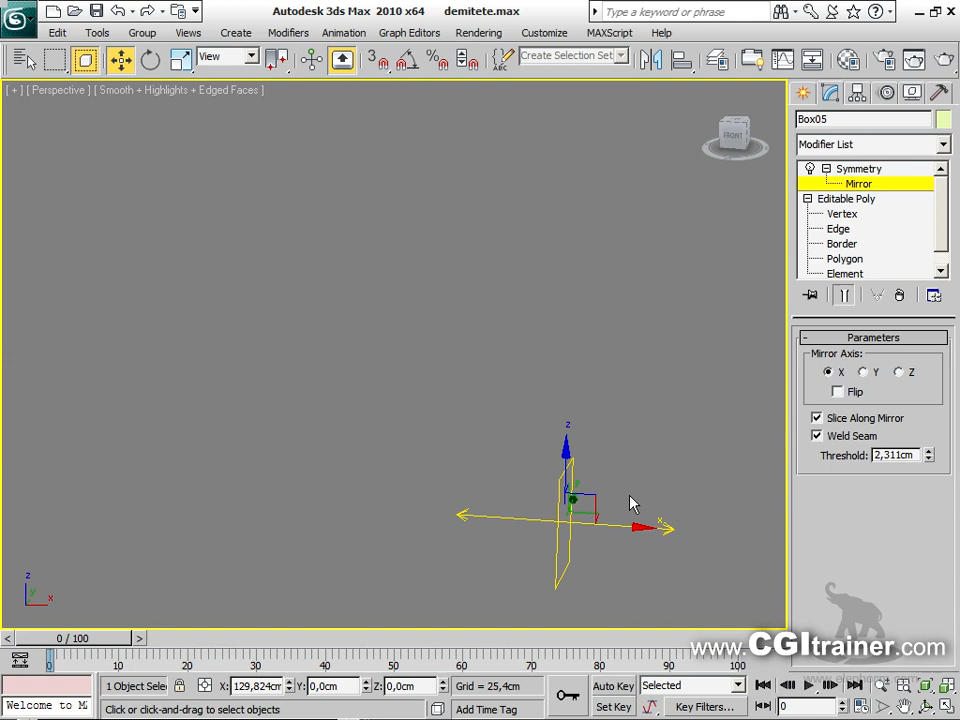 Autodesk 3ds Max 2010 x64 demitete.max
Type a keyword or phrase
Edit Tools Group Views Create Modifiers Animation Graph Editors Rendering Customize MAXScript Help
View
3
Create Selection Set
[ + ] [ Perspective ] [ Smooth + Highlights + Edged Faces ]
FRONT
Box05
Modifier List
Symmetry
Mirror
Editable Poly
Vertex
Edge
Border
Polygon
Element
Parameters
Mirror Axis:
X Y Z
Flip
Slice Along Mirror
Weld Seam
Threshold: 2,311cm
z
x
z
y
x
0 / 100
www.CGItrainer.com
0 10 20 30 40 50 60 70 80 90 100
1 Object Selec X: 129,824cm Y: 0,0cm Z: 0,0cm Grid = 25,4cm Auto Key Selected
Welcome to M Click or click-and-drag to select objects Add Time Tag Set Key Key Filters... 0